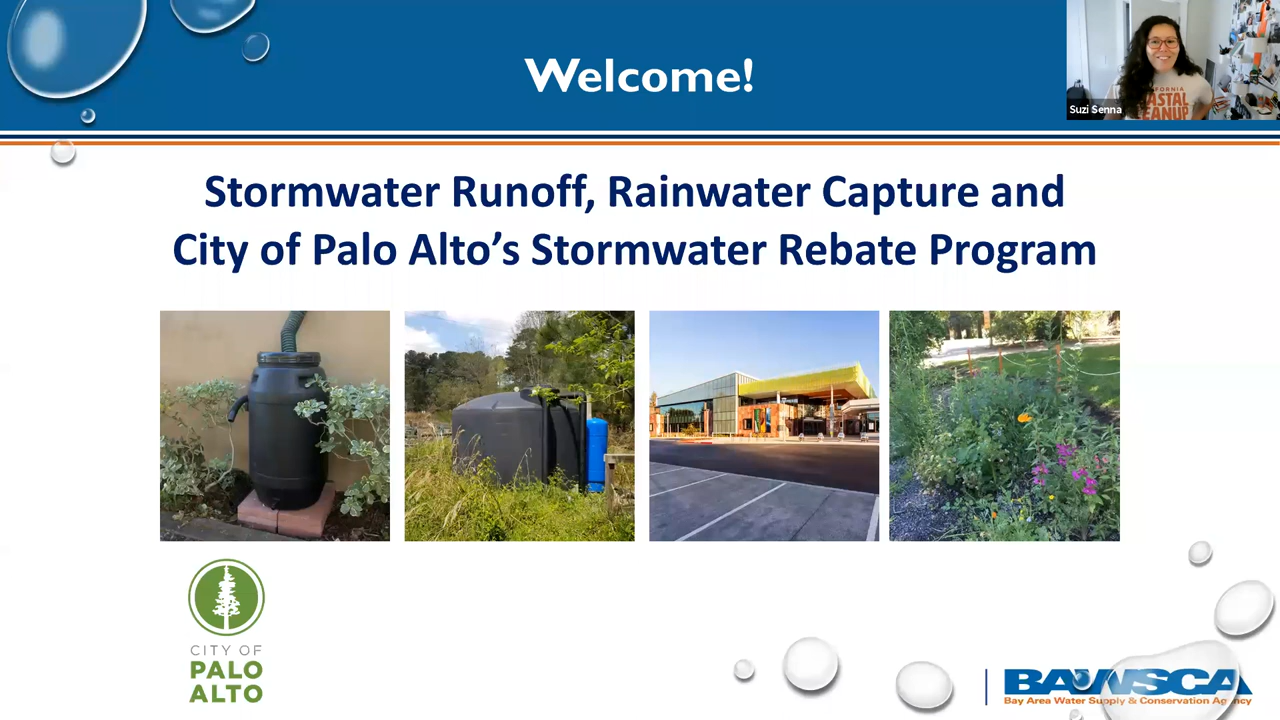 Welcome!
Suzi Senna
Stormwater Runoff, Rainwater Capture and
City of Palo Alto's Stormwater Rebate Program
CITY OF
PALO
ALTO
BAWSCA
Bay Area Water Supply & Conservation Agency